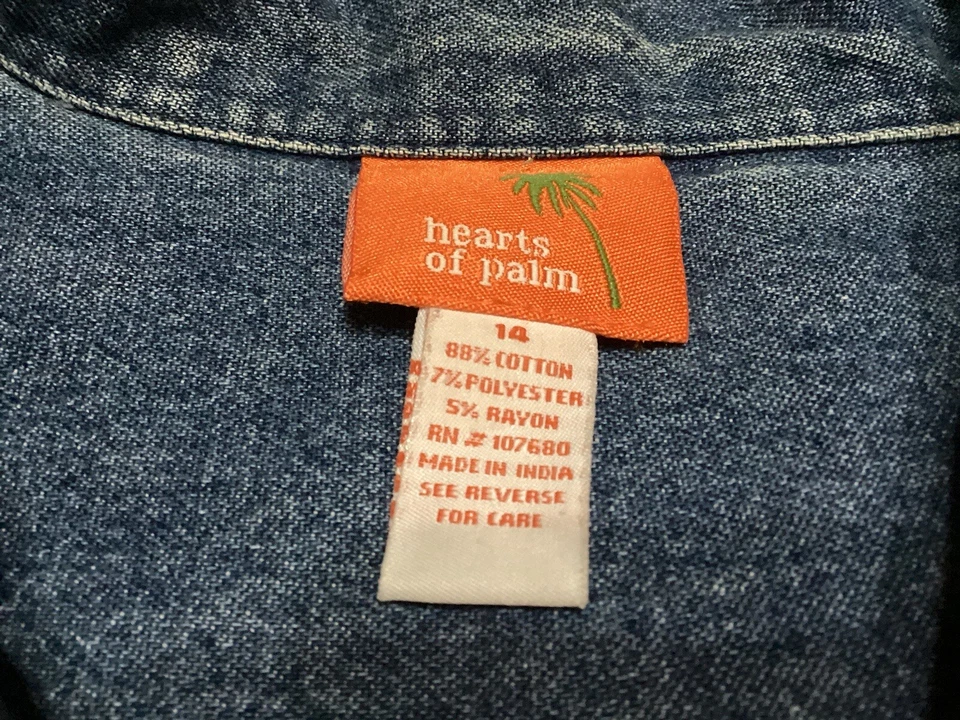 hearts
of palm
14
88% COTTON
7% POLYESTER
5% RAYON
RN # 107680
MADE IN INDIA
SEE REVERSE
FOR CARE